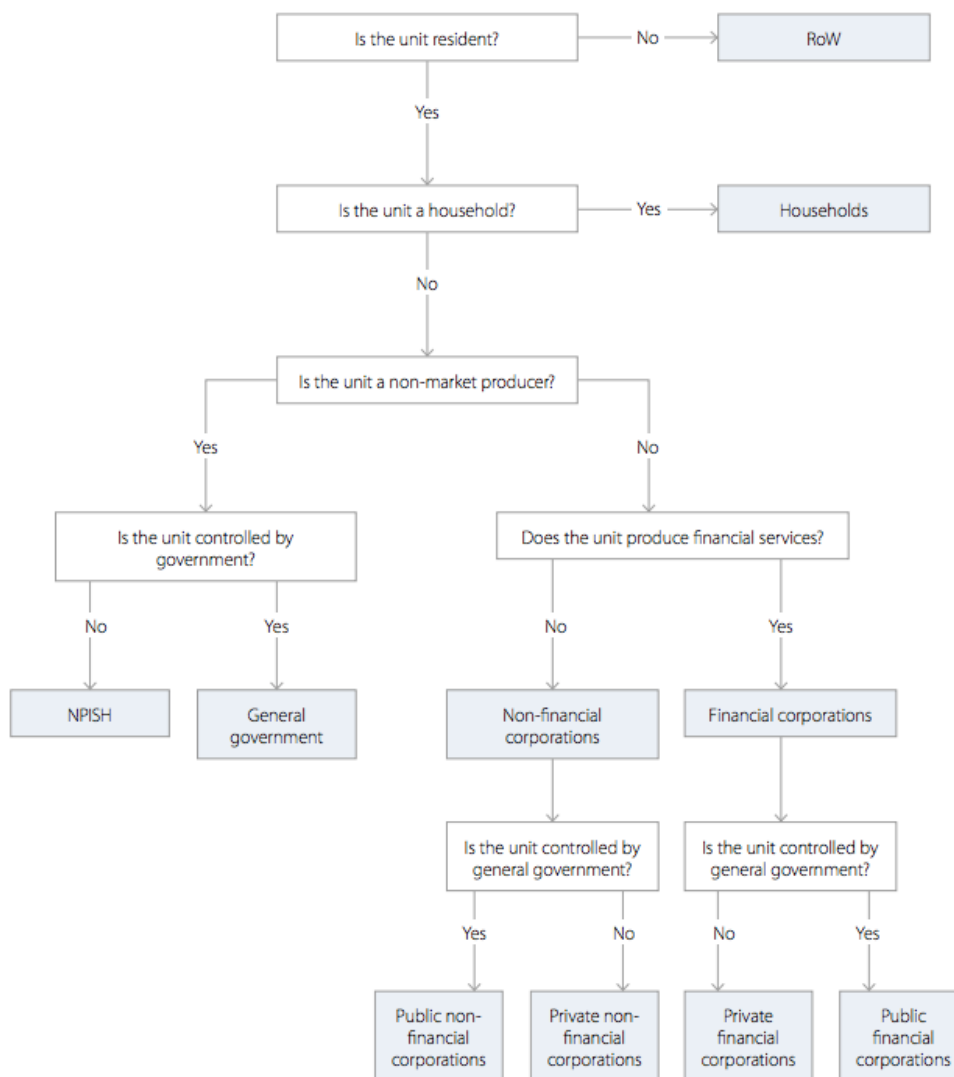 Is the unit resident?
No
RoW
Yes
Is the unit a household?
Yes
Households
No
Is the unit a non-market producer?
Yes
No
Is the unit controlled by
government?
Does the unit produce financial services?
No
Yes
No
Yes
NPISH
General
government
Non-financial
corporations
Financial corporations
Is the unit controlled by
general government?
Is the unit controlled by
general government?
Yes
No
No
Yes
Public non-
financial
corporations
Private non-
financial
corporations
Private
financial
corporations
Public
financial
corporations